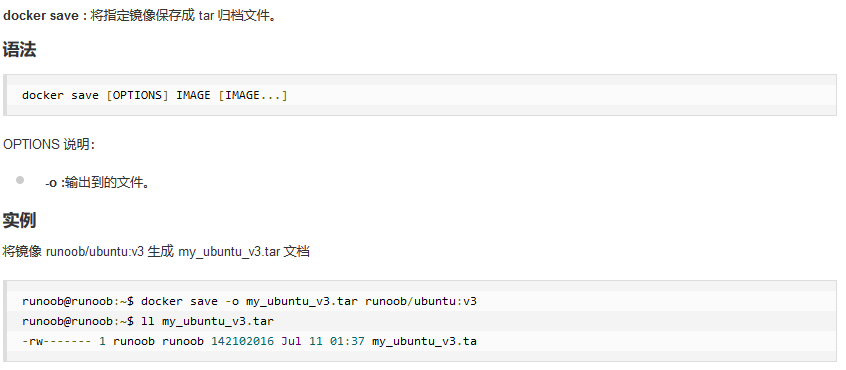 docker save : 将指定镜像保存成 tar 归档文件。
语法
docker save [OPTIONS] IMAGE [IMAGE...]
OPTIONS 说明：
-o :输出到的文件。
实例
将镜像 runoob/ubuntu:v3 生成 my_ubuntu_v3.tar 文档
runoob@runoob:~$ docker save -o my_ubuntu_v3.tar runoob/ubuntu:v3
runoob@runoob:~$ ll my_ubuntu_v3.tar
-rw------- 1 runoob runoob 142102016 Jul 11 01:37 my_ubuntu_v3.ta